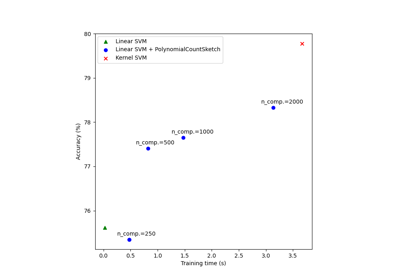 80
79
78
77
76
Accuracy (%)
Linear SVM
Linear SVM + PolynomialCountSketch
Kernel SVM
n_comp.=2000
n_comp.=1000
n_comp.=500
n_comp.=250
0.0 0.5 1.0 1.5 2.0 2.5 3.0 3.5
Training time (s)